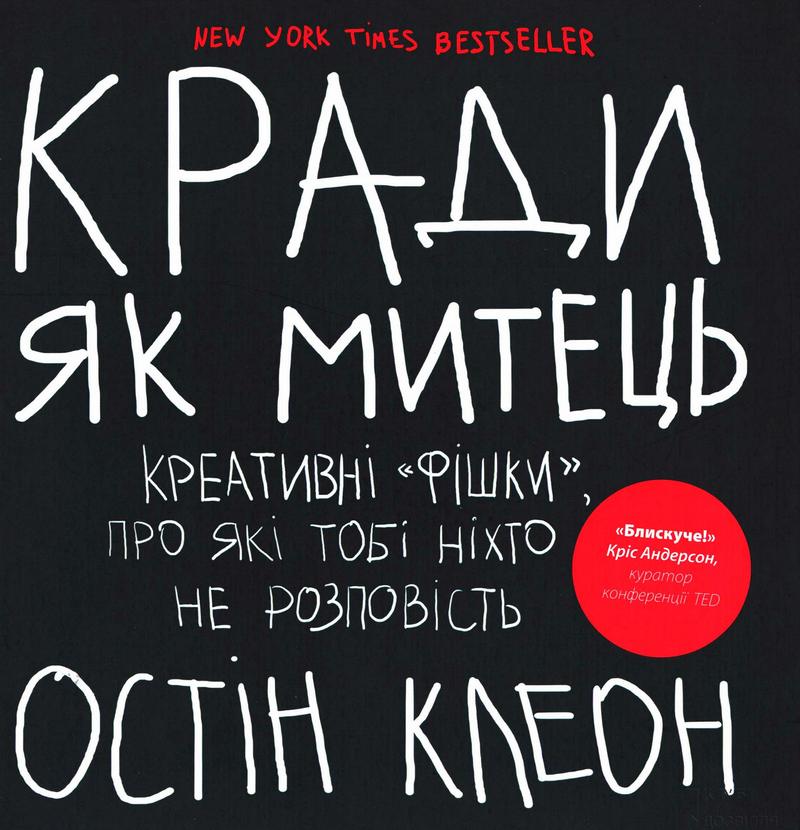 NEW YORK TIMES BESTSELLER
КРАДИ
ЯК МИТЕЦЬ
КРЕАТИВНІ «ФІШКИ»,
ПРО ЯКІ ТОБІ НІХТО
НЕ РОЗПОВІСТЬ
«Блискуче!»
Кріс Андерсон,
куратор
конференції TED
ОСТІН КЛЕОН